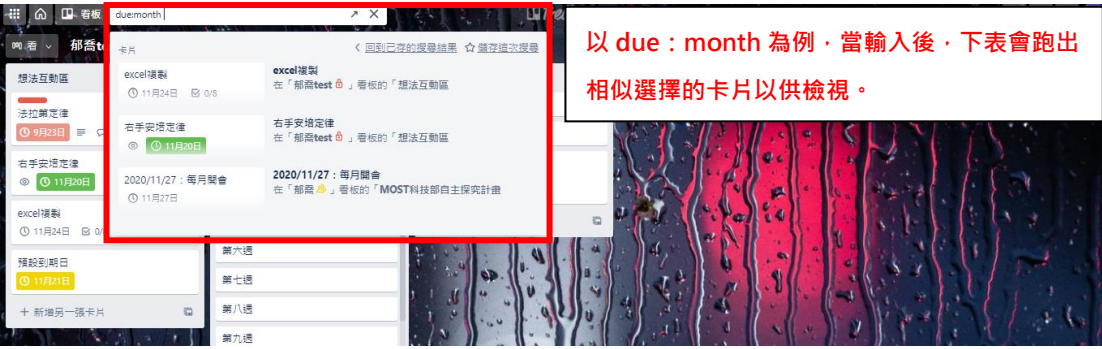 看板
due:month
看
郁喬te
以 due：month 為例，當輸入後，下表會跑出
相似選擇的卡片以供檢視。
卡片
回到已存的搜尋結果
儲存這次搜尋
excel複製
11月24日
0/8
excel複製
在「郁喬test」看板的「想法互動區
右手安培定律
11月20日
右手安培定律
在「郁喬test」看板的「想法互動區
2020/11/27：每月開會
11月27日
2020/11/27：每月開會
在「郁喬」看板的「MOST科技部自主探究計畫
想法互動區
法拉第定律
9月23日
右手安培定律
11月20日
excel複製
11月24日
0/
預設到期日
11月21日
＋ 新增另一張卡片
第六週
第七週
第八週
第九週